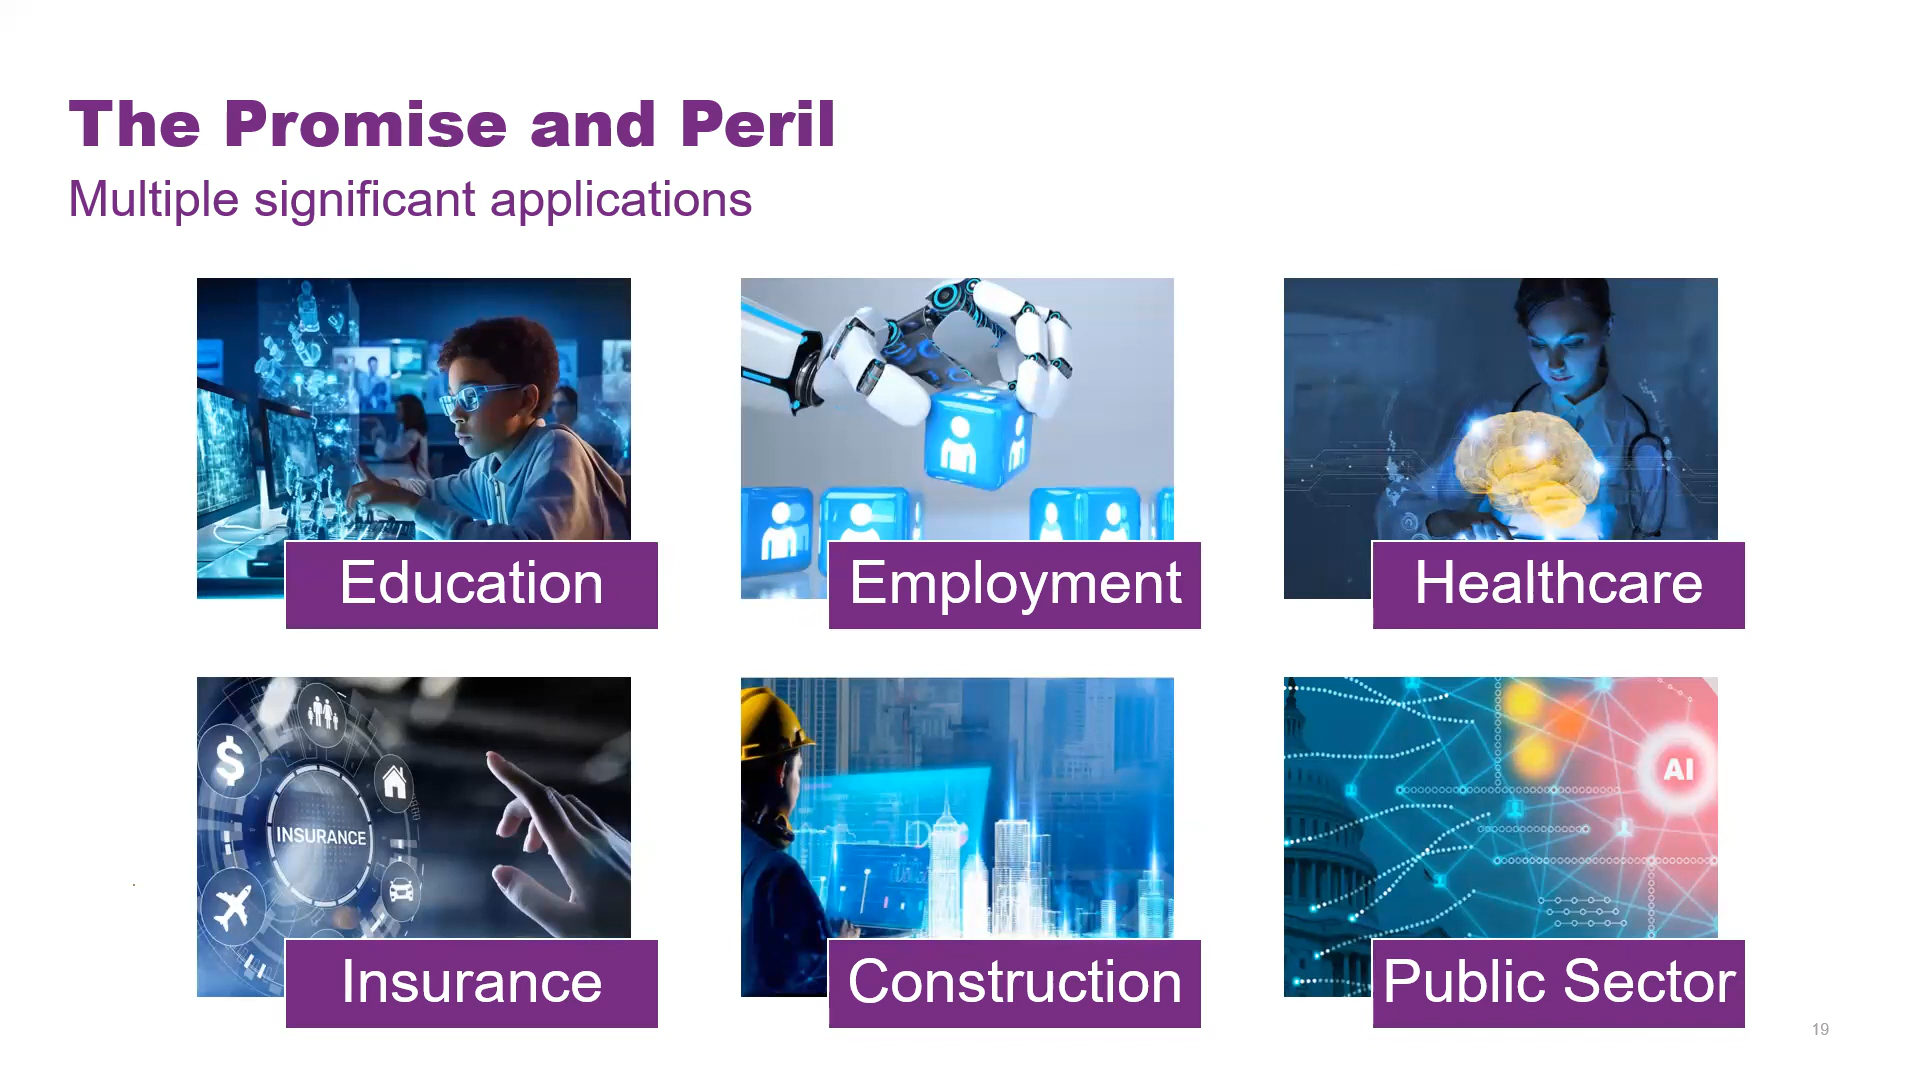 The Promise and Peril
Multiple significant applications
Education
Employment
Healthcare
$
INSURANCE
AI
Insurance
Construction
Public Sector
19